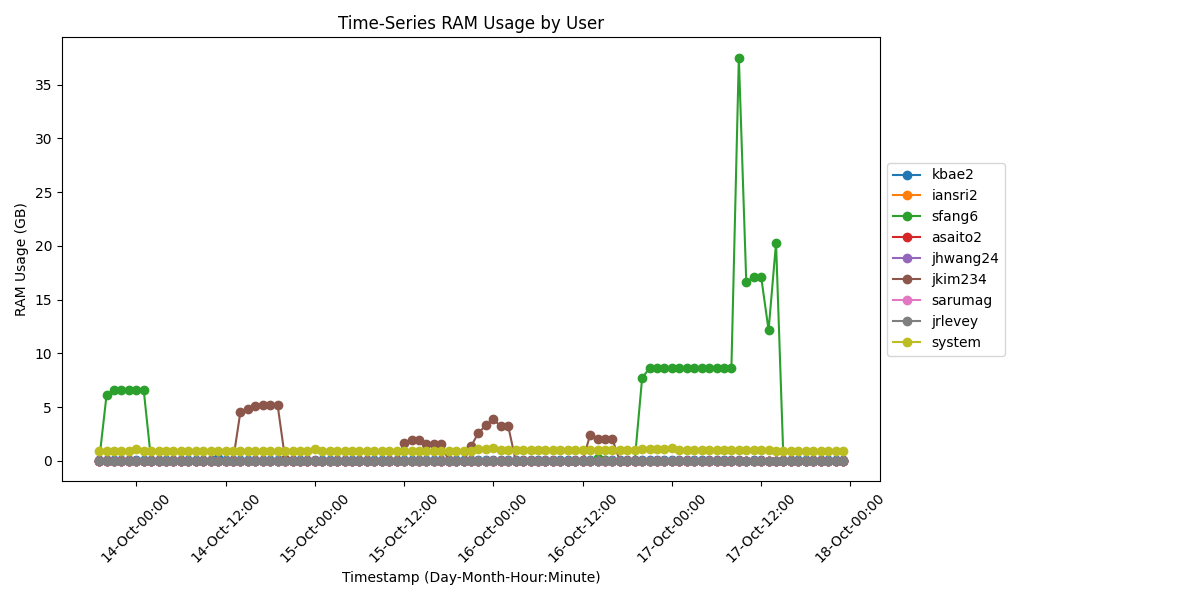 Time-Series RAM Usage by User
RAM Usage (GB)
35
30
25
20
15
10
5
0
14-Oct-00:00
14-Oct-12:00
15-Oct-00:00
15-Oct-12:00
16-Oct-00:00
16-Oct-12:00
17-Oct-00:00
17-Oct-12:00
18-Oct-00:00
Timestamp (Day-Month-Hour:Minute)
kbae2
iansri2
sfang6
asaito2
jhwang24
jkim234
sarumag
jrlevey
system